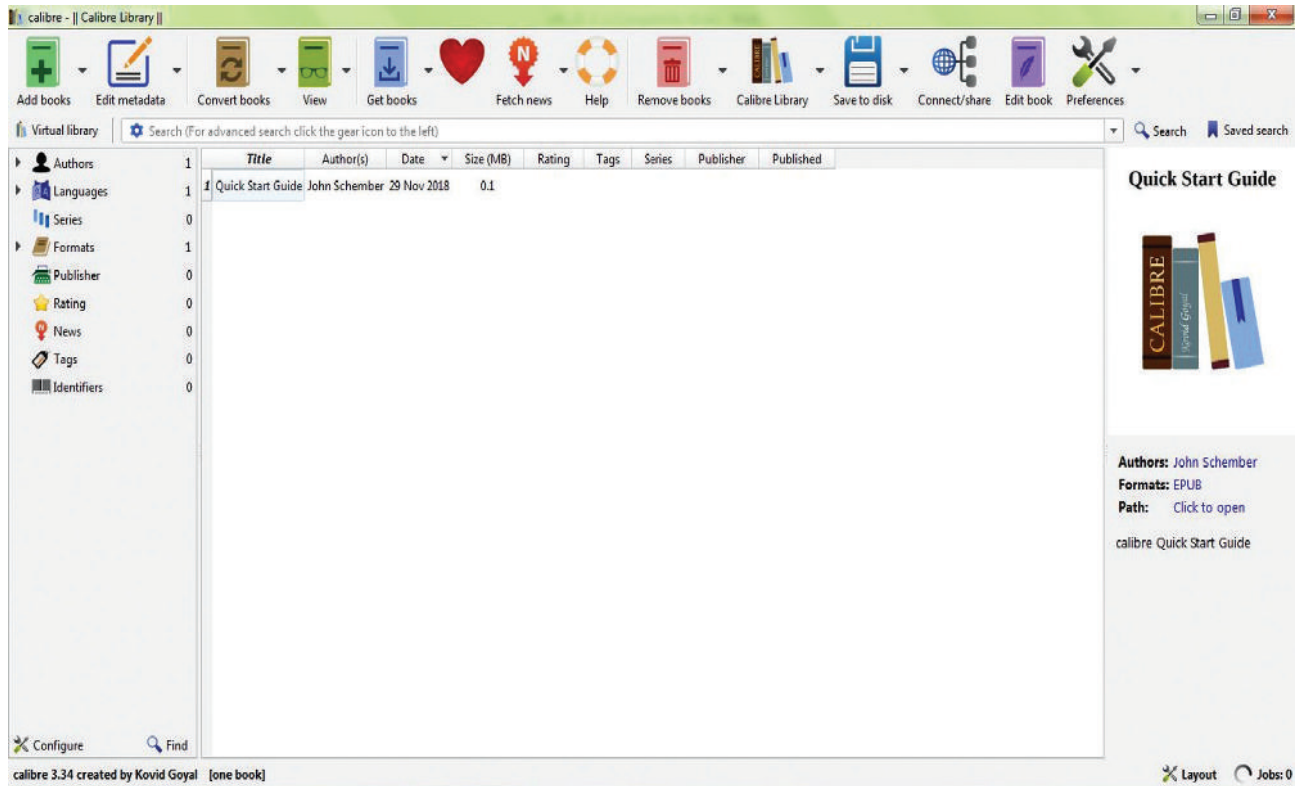 calibre - || Calibre Library ||
Add books Edit metadata Convert books View Get books Fetch news Help Remove books Calibre Library Save to disk Connect/share Edit book Preferences
Virtual library Search (For advanced search click the gear icon to the left) Search Saved search
Authors 1
Languages 1
Series 0
Formats 1
Publisher 0
Rating 0
News 0
Tags 0
Identifiers 0
Configure Find
Title Author(s) Date Size (MB) Rating Tags Series Publisher Published
1 Quick Start Guide John Schember 29 Nov 2018 0.1
Quick Start Guide
CALIBRE
Kovid Goyal
Authors: John Schember
Formats: EPUB
Path: Click to open
calibre Quick Start Guide
calibre 3.34 created by Kovid Goyal [one book] Layout Jobs: 0